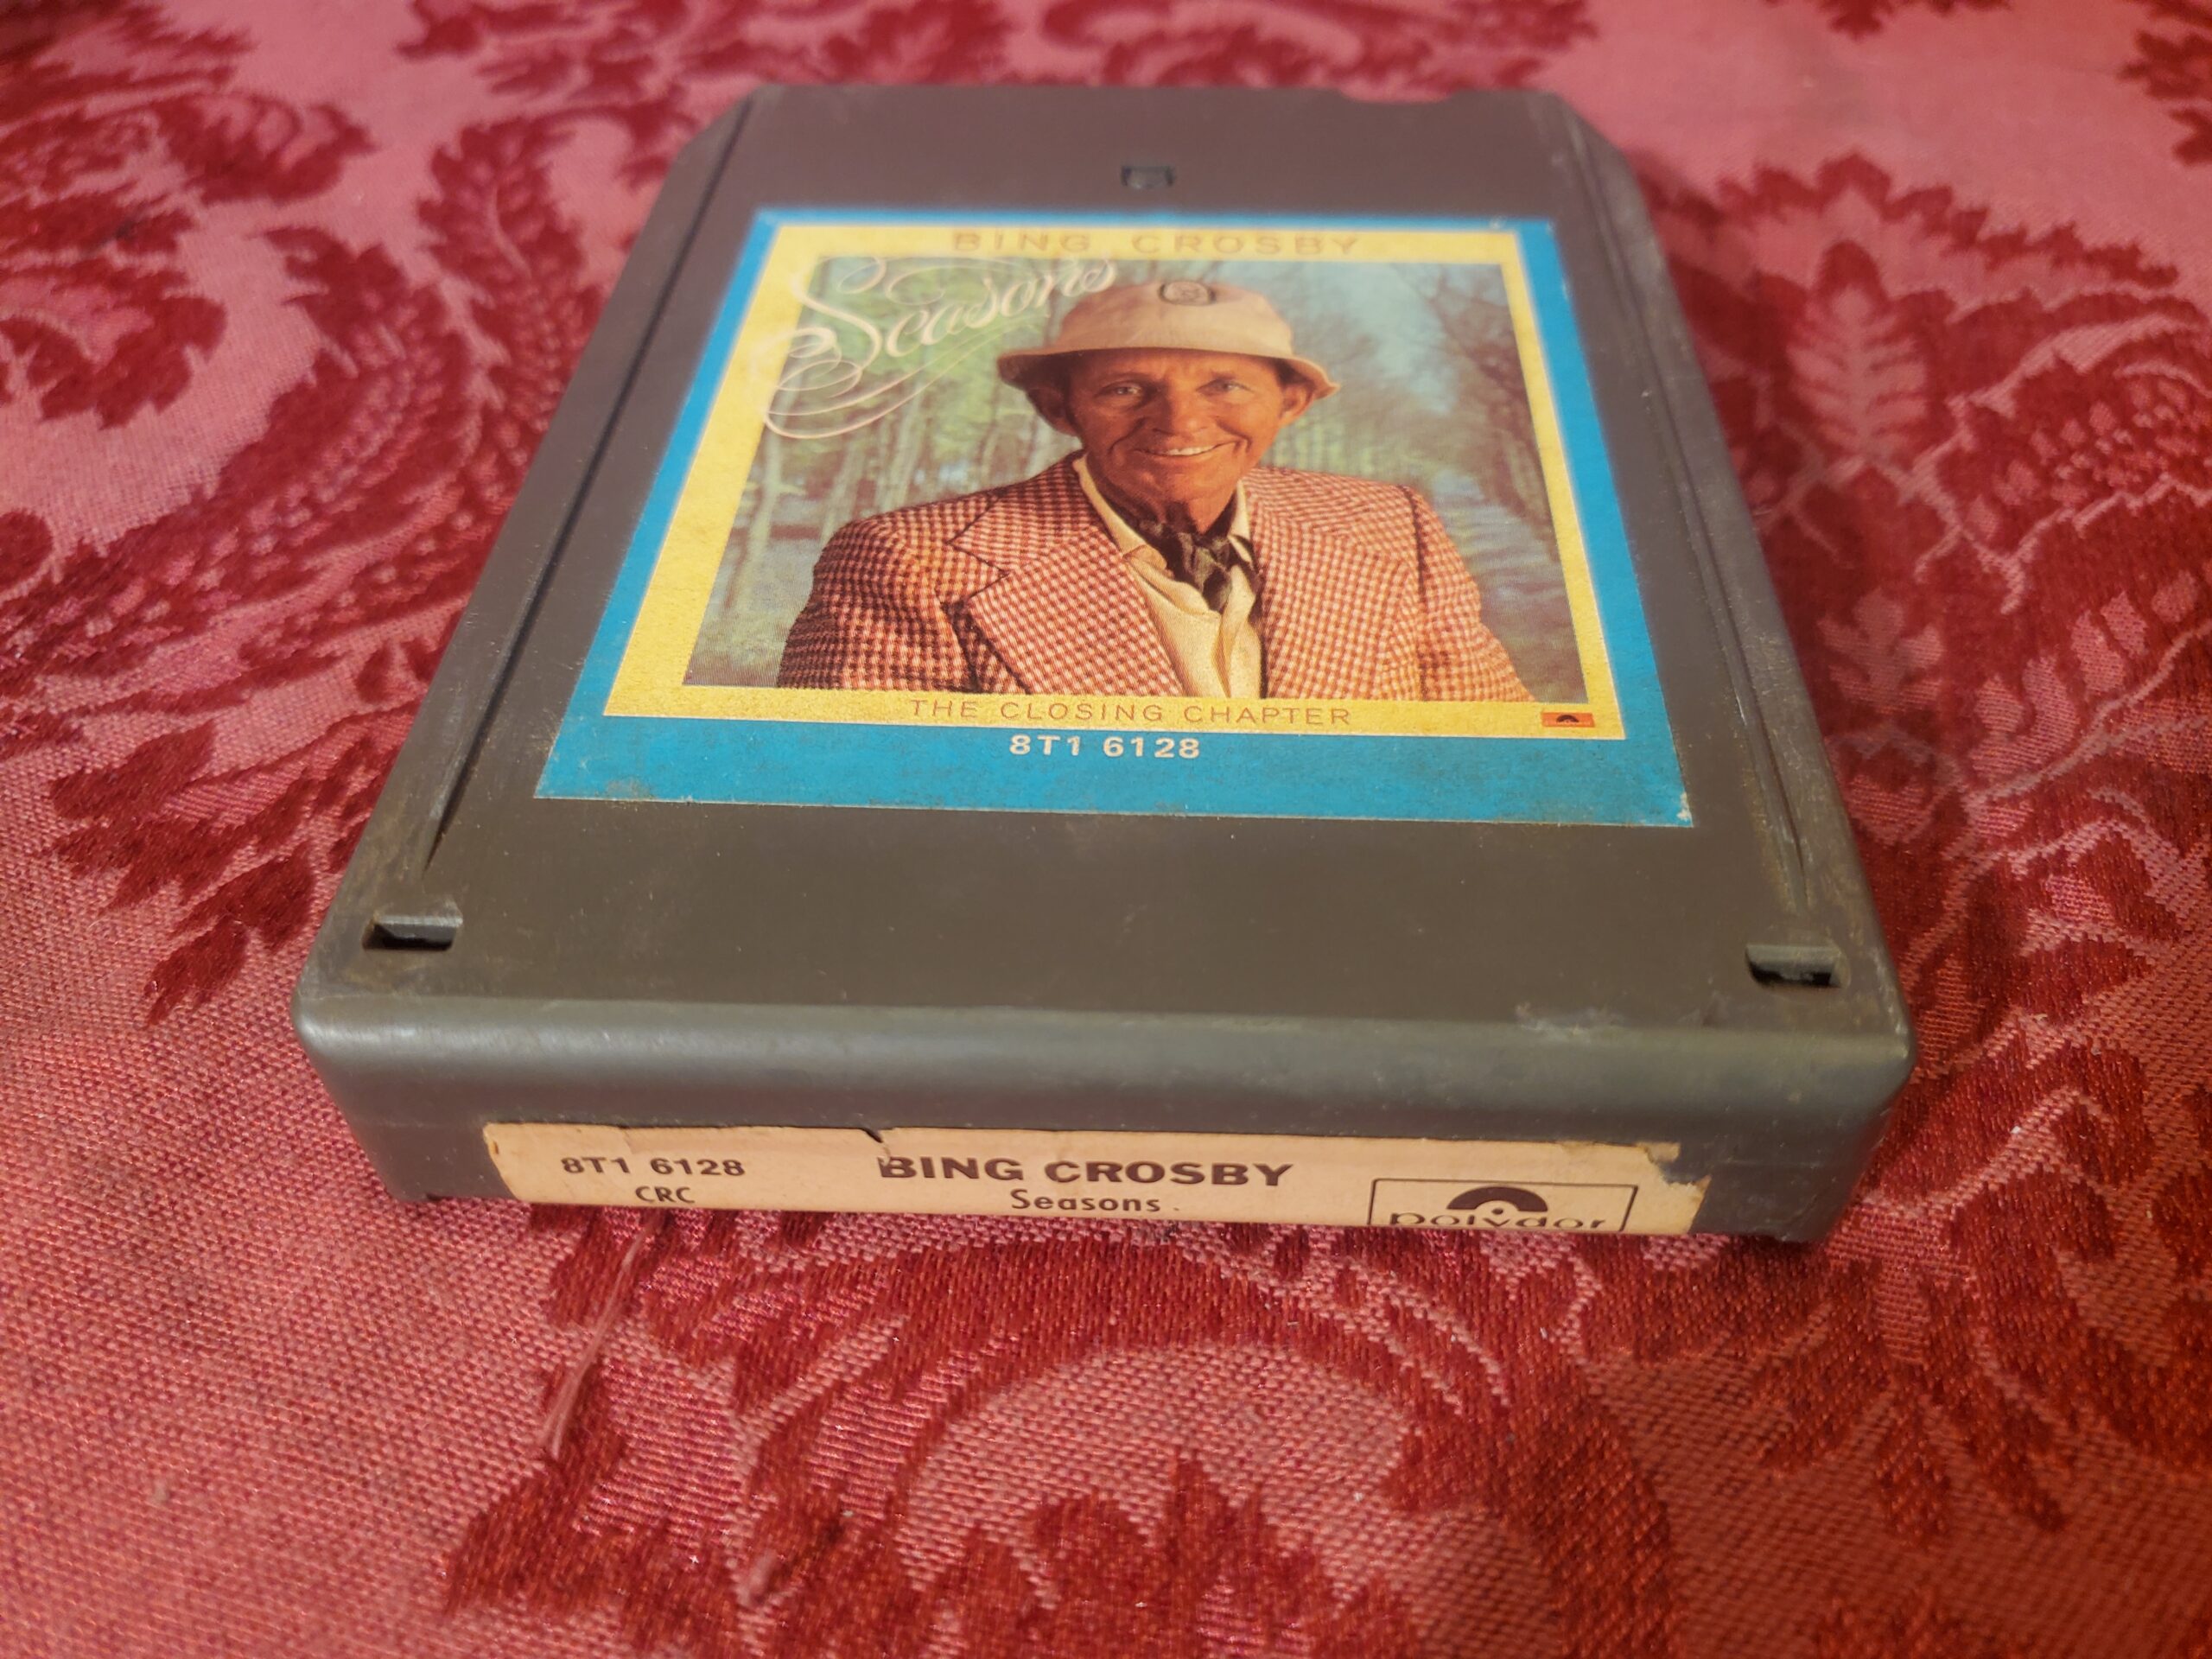 BING CROSBY
Seasons
THE CLOSING CHAPTER
8T1 6128
8T1 6128
CRC
BING CROSBY
Seasons
polydor